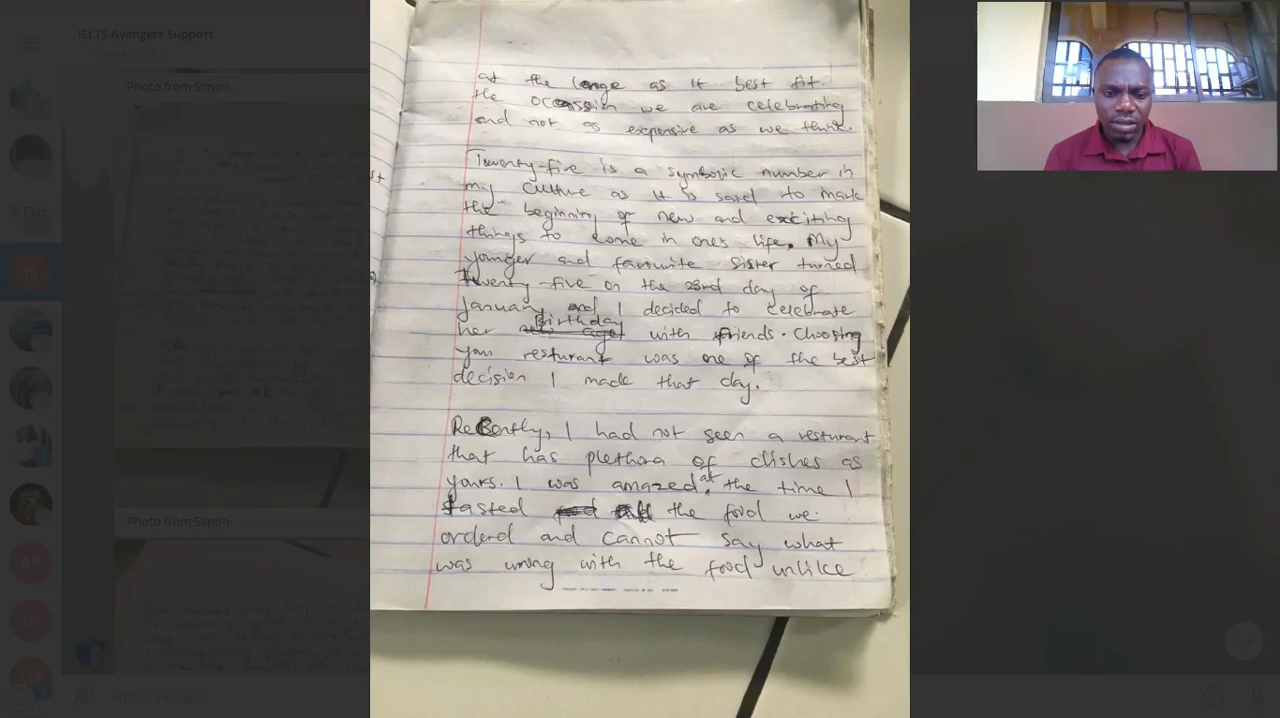 IELTS Avengers Support
Photo from Simon
at the longe as it best fit
the occassion we are celebrating
and not as expensive as we think.
Twenty-five is a symbolic number in
my culture as it is said to mark
the beginning of new and exciting
things to come in ones life. My
younger and favourite sister turned
Twenty-five on the 23rd day of
January and I decided to celebrate
her Birthday with friends. Choosing
your resturant was one of the best
decision I made that day.
Recently, I had not seen a resturant
that has plethora of dishes as
yours. I was amazed at the time I
tasted the food we
orderd and cannot say what
was wrong with the food unlike
Photo from Simon
Write a message...